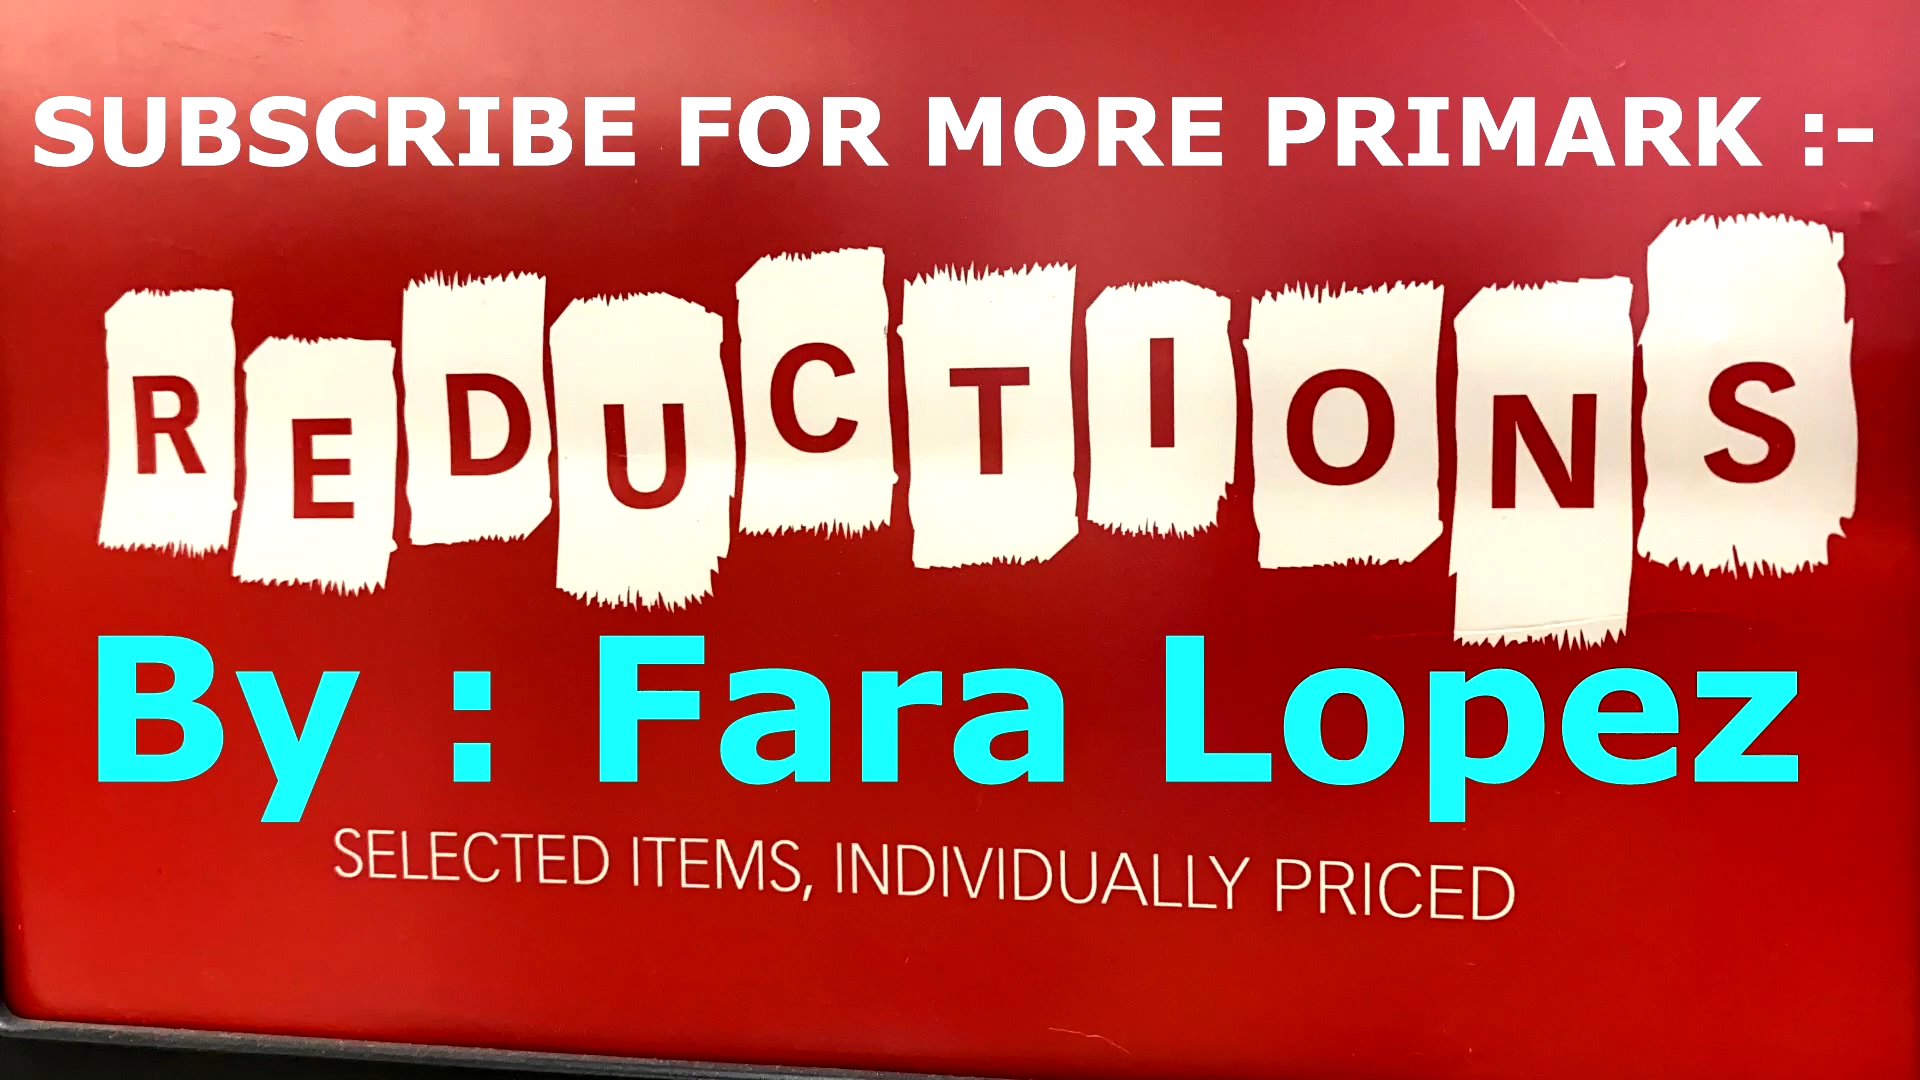 SUBSCRIBE FOR MORE PRIMARK :-
REDUCTIONS
By : Fara Lopez
SELECTED ITEMS, INDIVIDUALLY PRICED